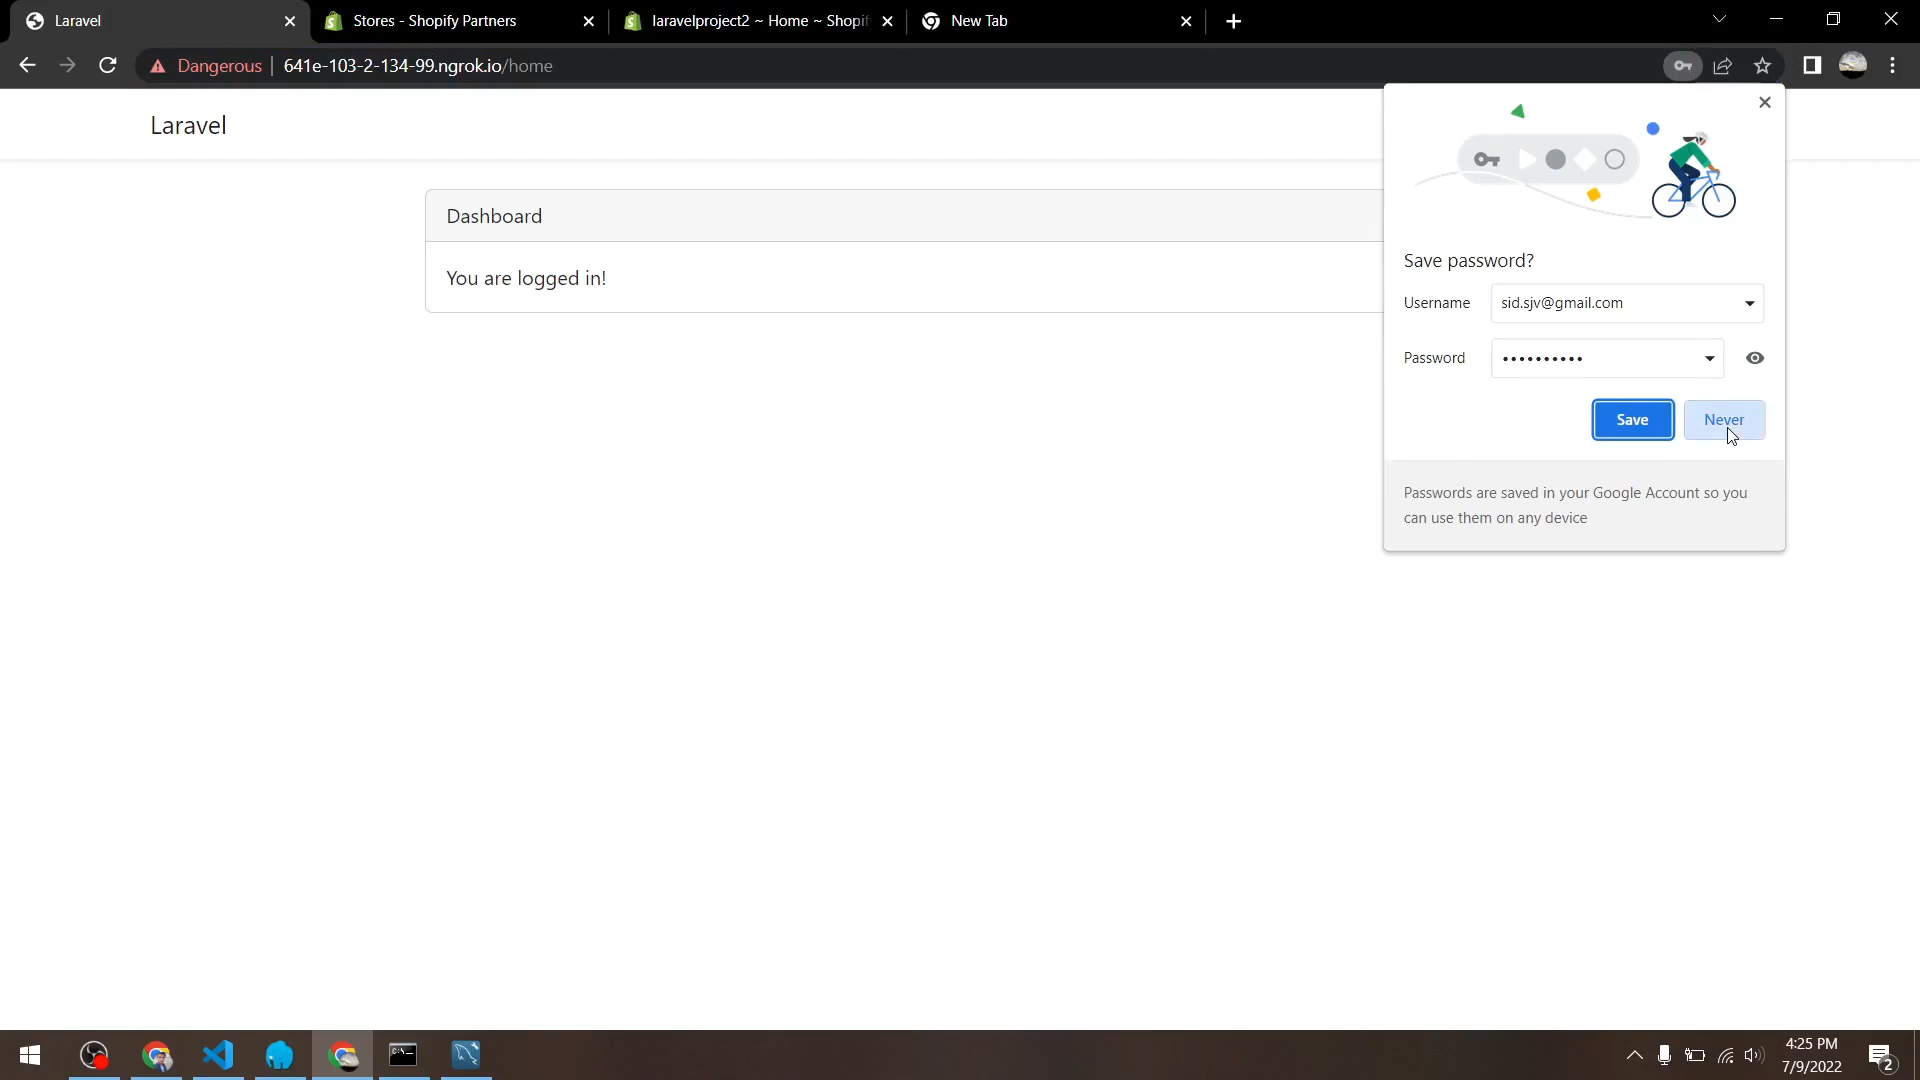 Laravel
Stores - Shopify Partners
laravelproject2 ~ Home ~ Shopif
New Tab
Dangerous
641e-103-2-134-99.ngrok.io/home
Laravel
Dashboard
You are logged in!
Save password?
Username
sid.sjv@gmail.com
Password
••••••••••
Save
Never
Passwords are saved in your Google Account so you
can use them on any device
4:25 PM
7/9/2022
2